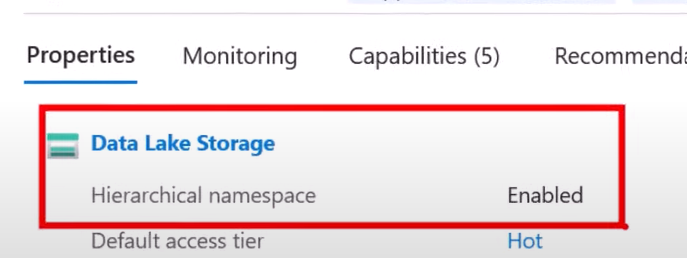 Properties Monitoring Capabilities (5)
Data Lake Storage
Hierarchical namespace Enabled
Default access tier Hot